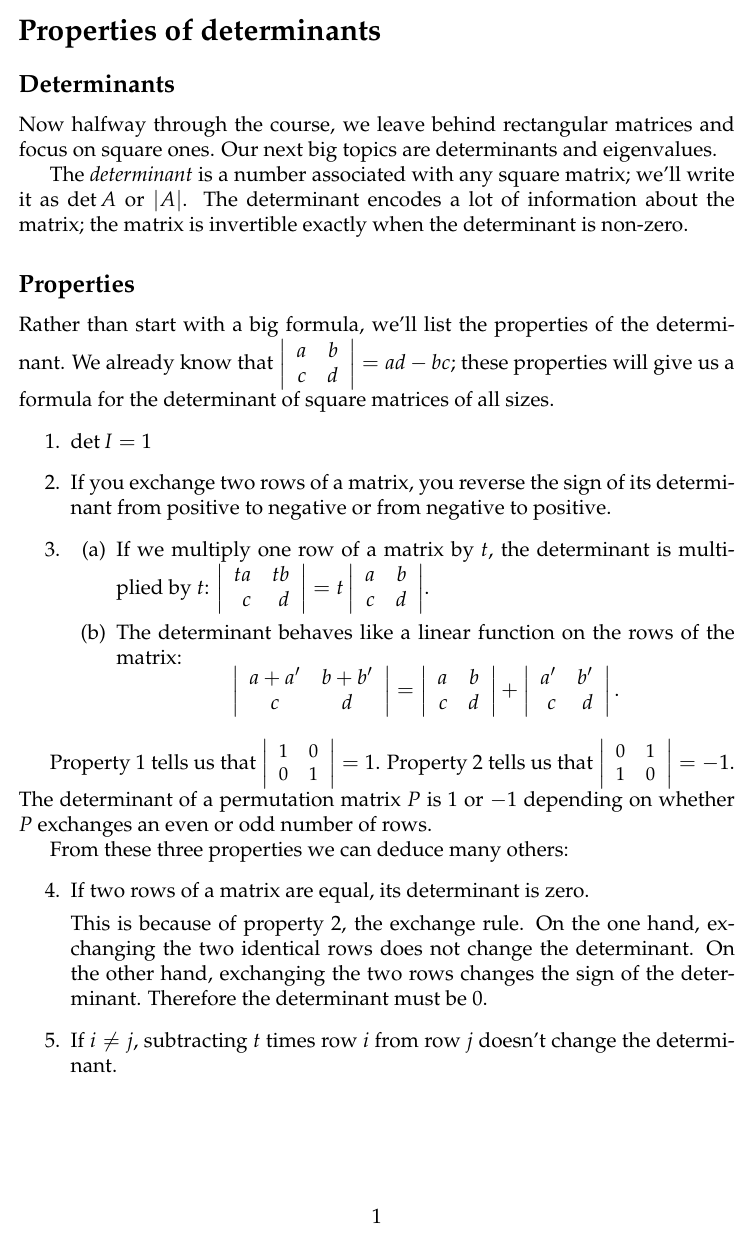 Properties of determinants
Determinants
Now halfway through the course, we leave behind rectangular matrices and
focus on square ones. Our next big topics are determinants and eigenvalues.
The determinant is a number associated with any square matrix; we'll write
it as det A or |A|. The determinant encodes a lot of information about the
matrix; the matrix is invertible exactly when the determinant is non-zero.
Properties
Rather than start with a big formula, we'll list the properties of the determi-
nant. We already know that | a b ; c d | = ad − bc; these properties will give us a
formula for the determinant of square matrices of all sizes.
1. det I = 1
2. If you exchange two rows of a matrix, you reverse the sign of its determi-
nant from positive to negative or from negative to positive.
3. (a) If we multiply one row of a matrix by t, the determinant is multi-
plied by t: | ta tb ; c d | = t | a b ; c d |.
(b) The determinant behaves like a linear function on the rows of the
matrix:
| a + a′ b + b′ ; c d | = | a b ; c d | + | a′ b′ ; c d |.
Property 1 tells us that | 1 0 ; 0 1 | = 1. Property 2 tells us that | 0 1 ; 1 0 | = −1.
The determinant of a permutation matrix P is 1 or −1 depending on whether
P exchanges an even or odd number of rows.
From these three properties we can deduce many others:
4. If two rows of a matrix are equal, its determinant is zero.
This is because of property 2, the exchange rule. On the one hand, ex-
changing the two identical rows does not change the determinant. On
the other hand, exchanging the two rows changes the sign of the deter-
minant. Therefore the determinant must be 0.
5. If i ≠ j, subtracting t times row i from row j doesn't change the determi-
nant.
1